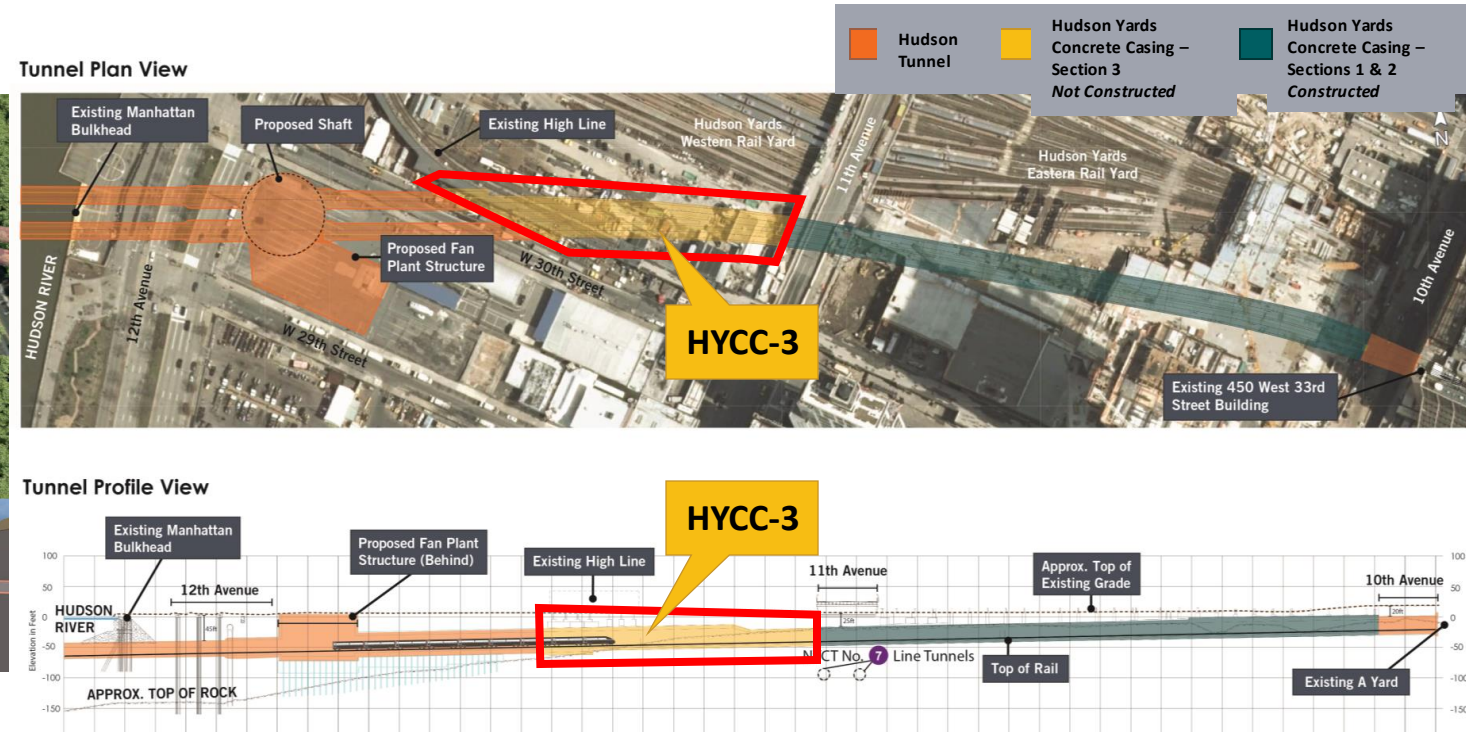 Hudson
Tunnel
Hudson Yards
Concrete Casing –
Section 3
Not Constructed
Hudson Yards
Concrete Casing –
Sections 1 & 2
Constructed
Tunnel Plan View
Existing Manhattan
Bulkhead
Proposed Shaft
Existing High Line
Hudson Yards
Western Rail Yard
11th Avenue
Hudson Yards
Eastern Rail Yard
N
Proposed Fan
Plant Structure
W 30th Street
HUDSON RIVER
12th Avenue
10th Avenue
W 29th Street
HYCC-3
Existing 450 West 33rd
Street Building
Tunnel Profile View
HYCC-3
Existing Manhattan
Bulkhead
Proposed Fan Plant
Structure (Behind)
Existing High Line
11th Avenue
Approx. Top of
Existing Grade
10th Avenue
12th Avenue
100
50
0
-50
-100
-150
Elevation in Feet
HUDSON
RIVER
45ft
25ft
20ft
100
50
0
-50
-100
-150
CT No. 7 Line Tunnels
Top of Rail
Existing A Yard
APPROX. TOP OF ROCK